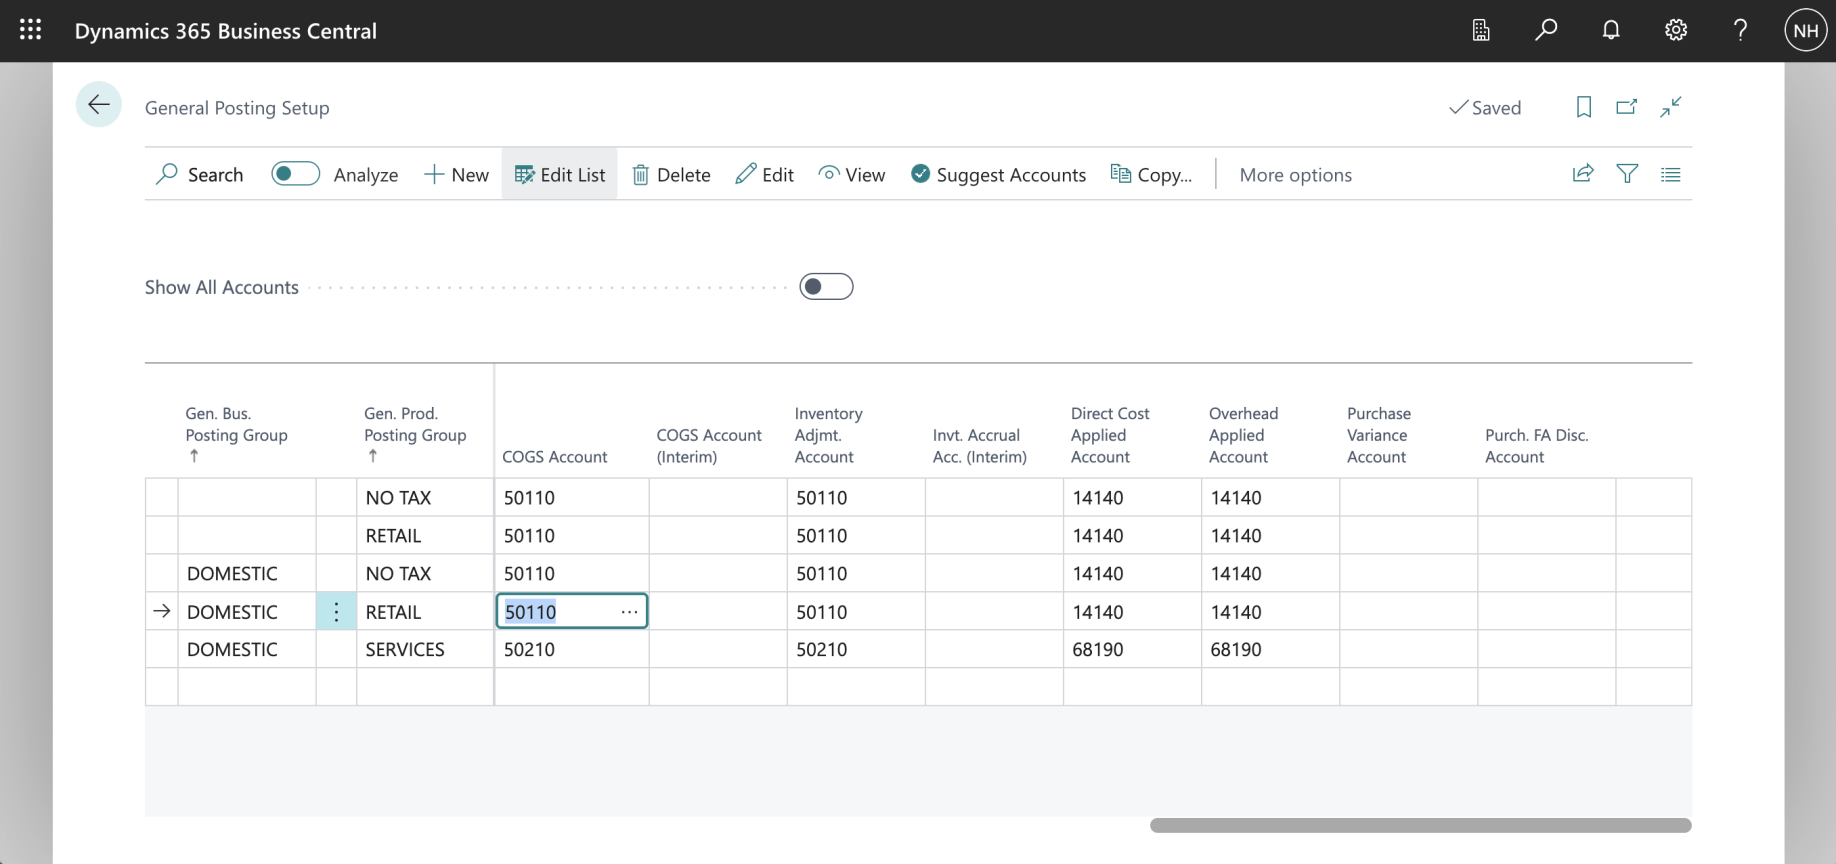 Dynamics 365 Business Central
NH
General Posting Setup
Saved
Search Analyze New Edit List Delete Edit View Suggest Accounts Copy... More options
Show All Accounts
Gen. Bus. Posting Group ↑
Gen. Prod. Posting Group ↑
COGS Account
COGS Account (Interim)
Inventory Adjmt. Account
Invt. Accrual Acc. (Interim)
Direct Cost Applied Account
Overhead Applied Account
Purchase Variance Account
Purch. FA Disc. Account
NO TAX 50110 50110 14140 14140
RETAIL 50110 50110 14140 14140
DOMESTIC NO TAX 50110 50110 14140 14140
DOMESTIC RETAIL 50110 ... 50110 14140 14140
DOMESTIC SERVICES 50210 50210 68190 68190